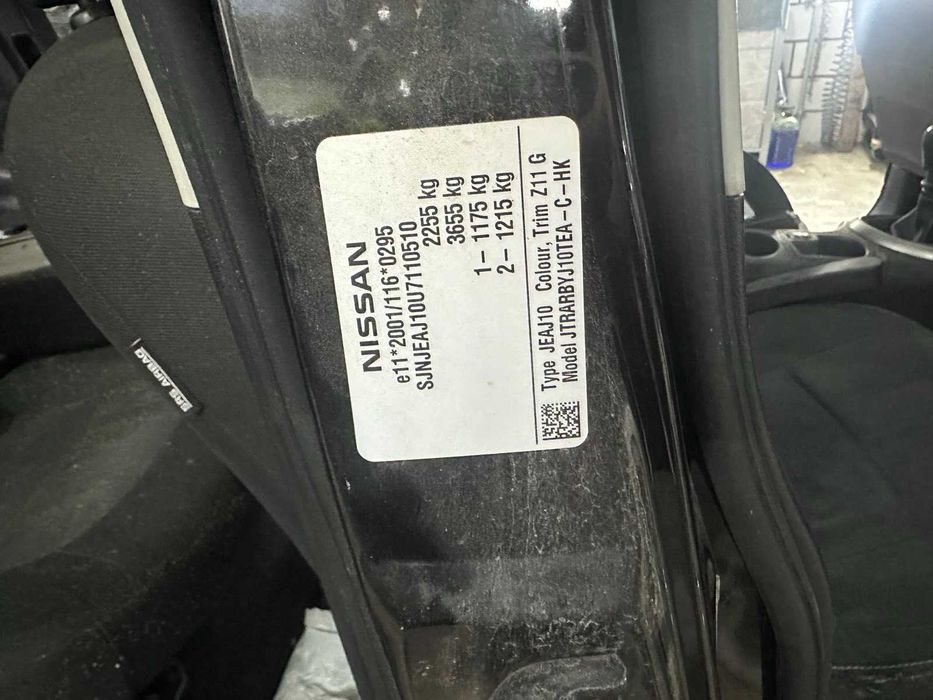 NISSAN
e11*2001/116*0295
SJNJEAJ10U7110510
2255 kg
3655 kg
1– 1175 kg
2– 1215 kg
Type JEAJ10 Colour, Trim Z11 G
Model JTRARBYJ10TEA–C–HK
SRS AIRBAG